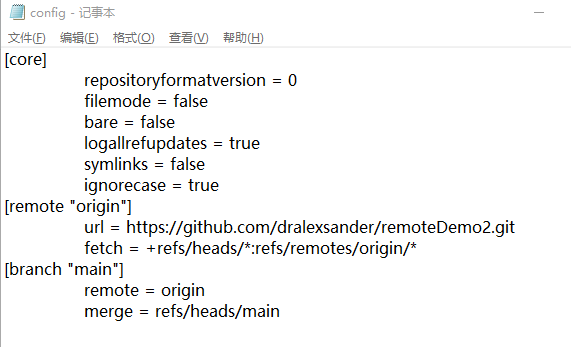 config - 记事本
文件(F) 编辑(E) 格式(O) 查看(V) 帮助(H)
[core]
repositoryformatversion = 0
filemode = false
bare = false
logallrefupdates = true
symlinks = false
ignorecase = true
[remote "origin"]
url = https://github.com/dralexsander/remoteDemo2.git
fetch = +refs/heads/*:refs/remotes/origin/*
[branch "main"]
remote = origin
merge = refs/heads/main